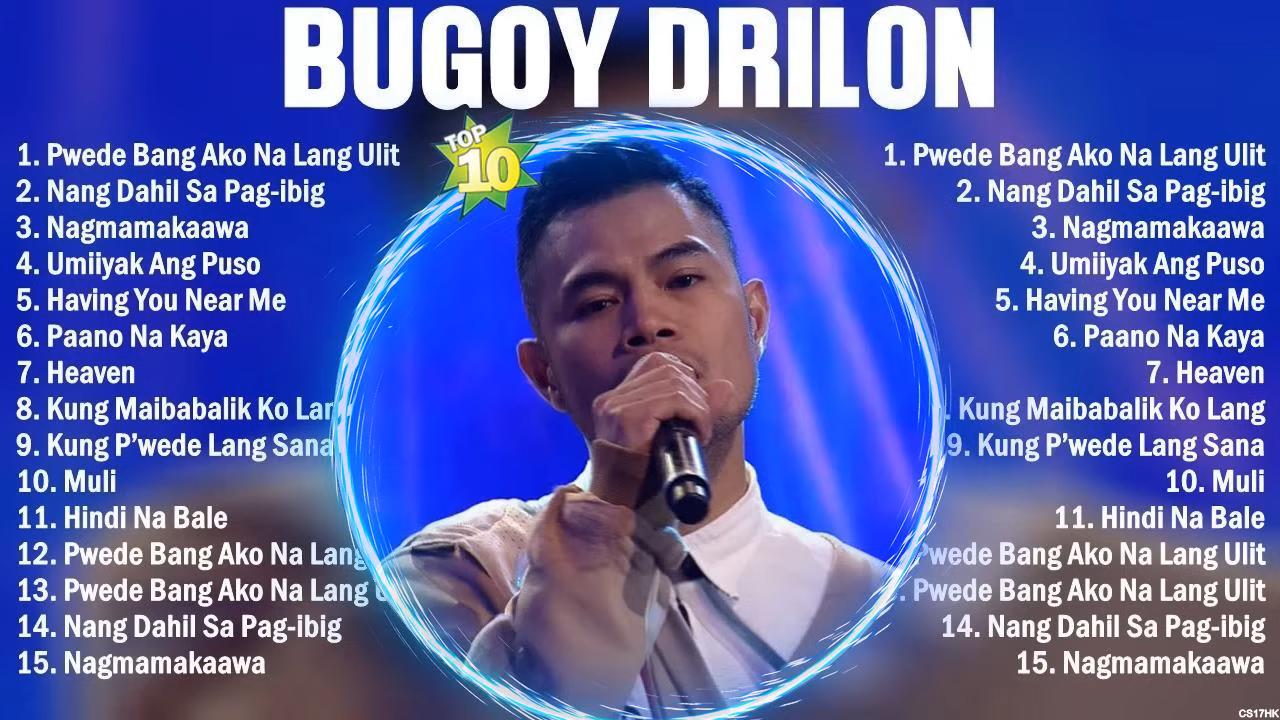 BUGOY DRILON
TOP
10
1. Pwede Bang Ako Na Lang Ulit
2. Nang Dahil Sa Pag-ibig
3. Nagmamakaawa
4. Umiiyak Ang Puso
5. Having You Near Me
6. Paano Na Kaya
7. Heaven
8. Kung Maibabalik Ko Lan
9. Kung P'wede Lang Sana
10. Muli
11. Hindi Na Bale
12. Pwede Bang Ako Na Lang
13. Pwede Bang Ako Na Lang U
14. Nang Dahil Sa Pag-ibig
15. Nagmamakaawa
1. Pwede Bang Ako Na Lang Ulit
2. Nang Dahil Sa Pag-ibig
3. Nagmamakaawa
4. Umiiyak Ang Puso
5. Having You Near Me
6. Paano Na Kaya
7. Heaven
. Kung Maibabalik Ko Lang
9. Kung P'wede Lang Sana
10. Muli
11. Hindi Na Bale
Pwede Bang Ako Na Lang Ulit
. Pwede Bang Ako Na Lang Ulit
14. Nang Dahil Sa Pag-ibig
15. Nagmamakaawa
CS17HK